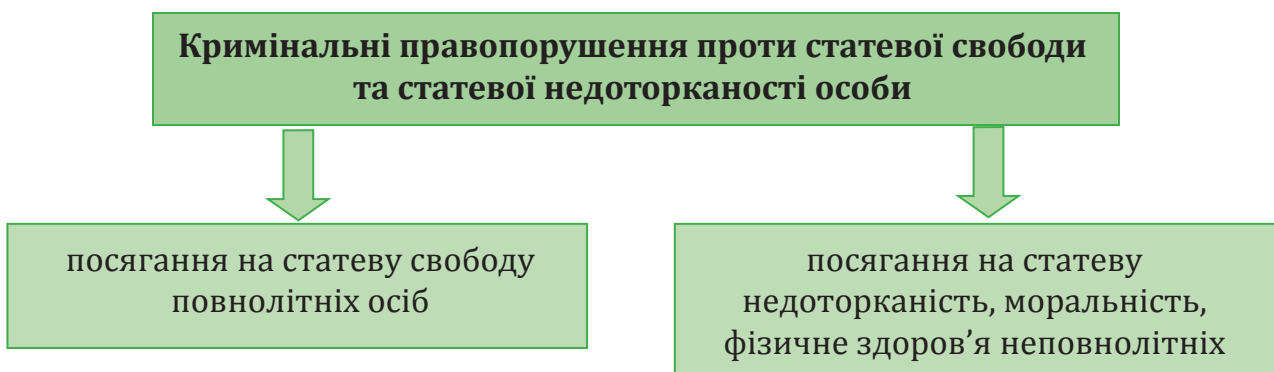 Кримінальні правопорушення проти статевої свободи
та статевої недоторканості особи
посягання на статеву свободу
повнолітніх осіб
посягання на статеву
недоторканість, моральність,
фізичне здоров’я неповнолітніх